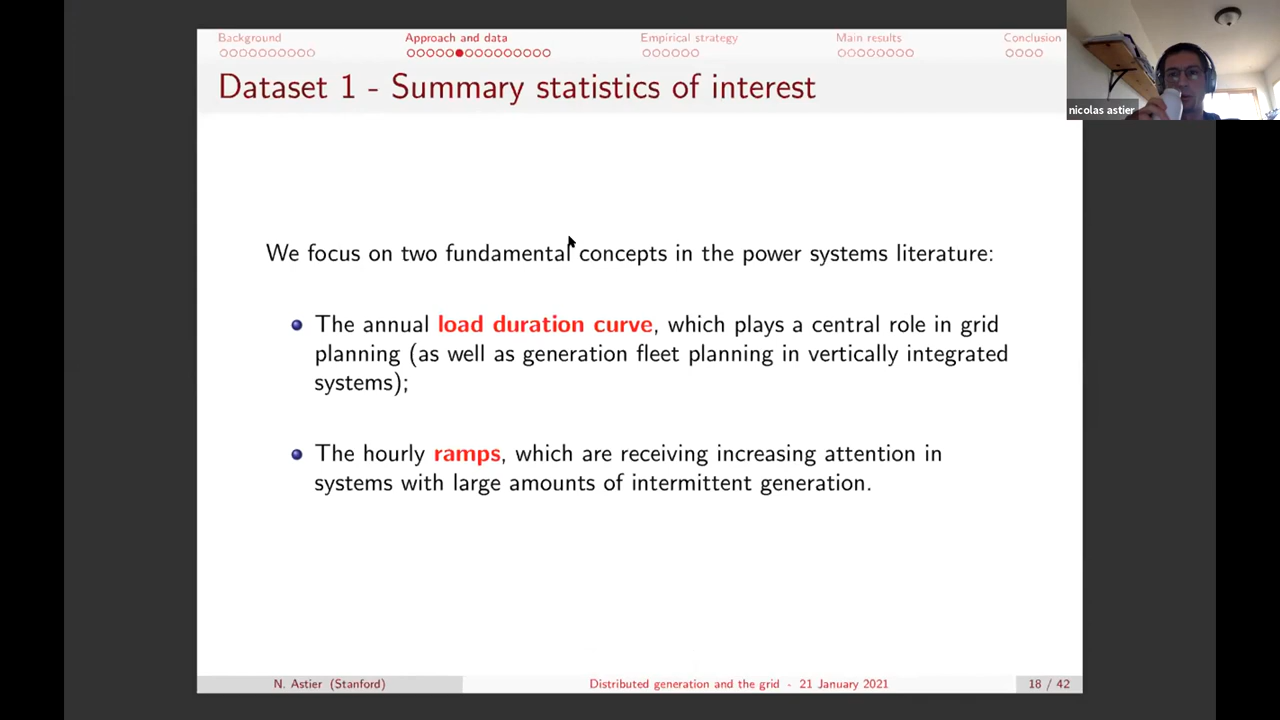 Background
Approach and data
Empirical strategy
Main results
Conclusion
Dataset 1 - Summary statistics of interest
nicolas astier
We focus on two fundamental concepts in the power systems literature:
The annual load duration curve, which plays a central role in grid
planning (as well as generation fleet planning in vertically integrated
systems);
The hourly ramps, which are receiving increasing attention in
systems with large amounts of intermittent generation.
N. Astier (Stanford)
Distributed generation and the grid - 21 January 2021
18 / 42